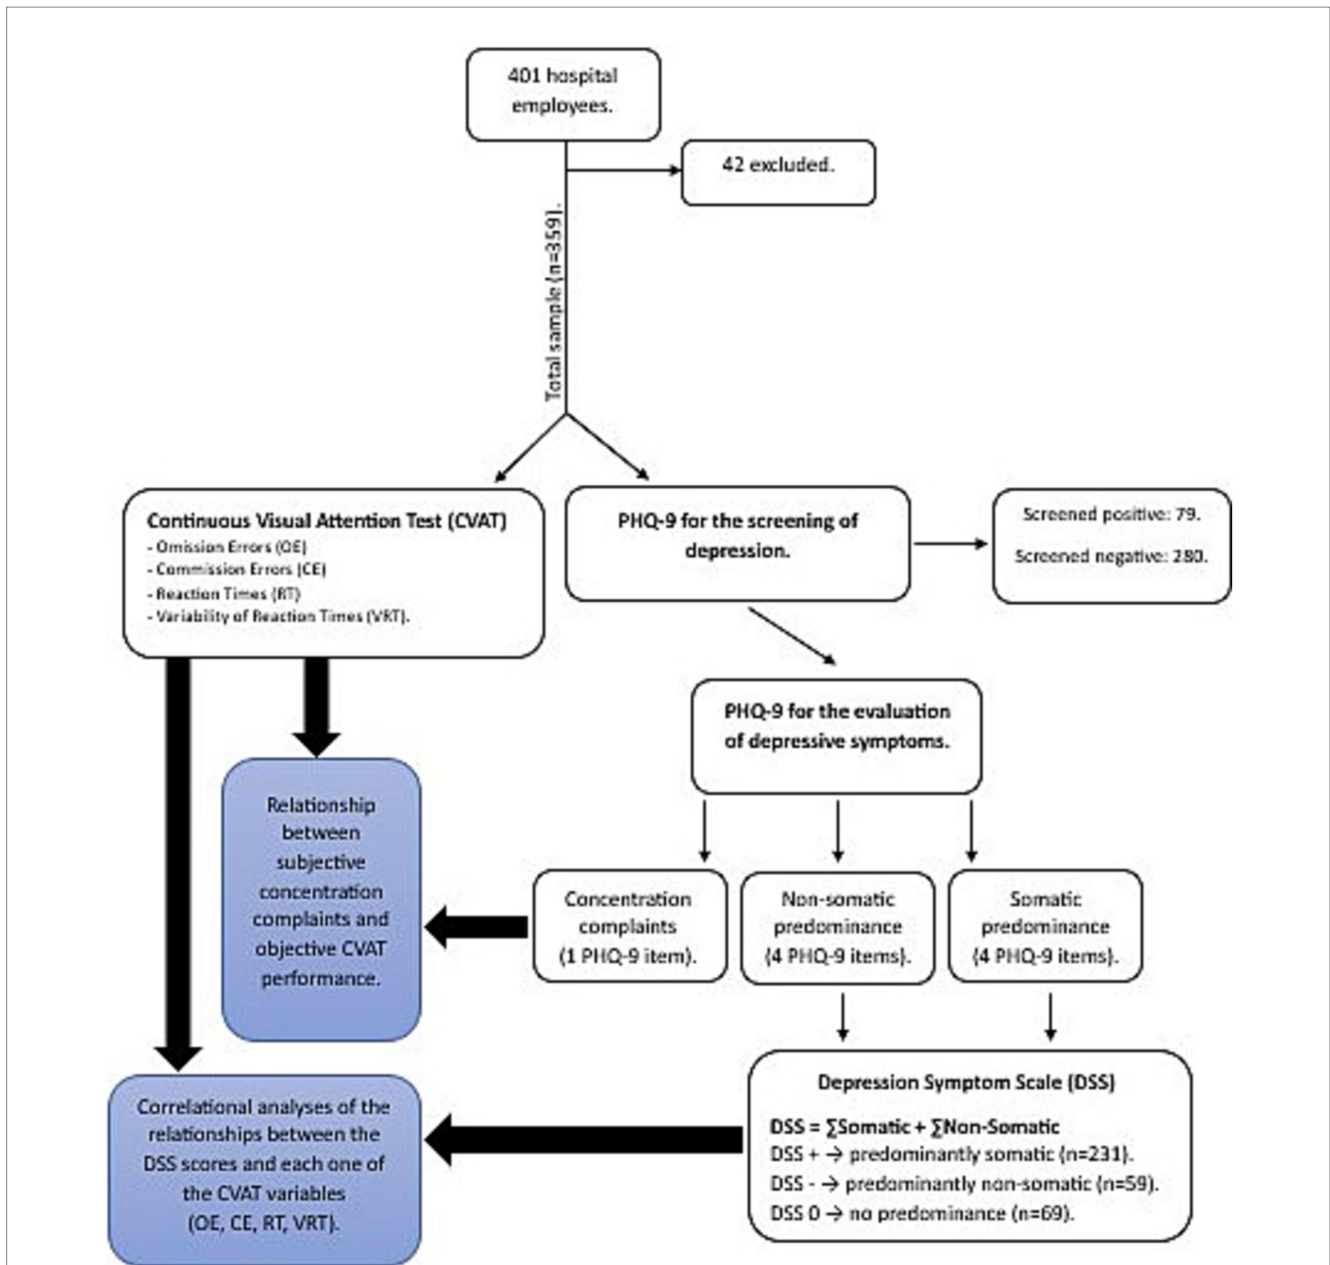 401 hospital
employees.
42 excluded.
Total sample (n=359).
Continuous Visual Attention Test (CVAT)
- Omission Errors (OE)
- Commission Errors (CE)
- Reaction Times (RT)
- Variability of Reaction Times (VRT).
PHQ-9 for the screening of
depression.
Screened positive: 79.
Screened negative: 280.
PHQ-9 for the evaluation
of depressive symptoms.
Relationship
between
subjective
concentration
complaints and
objective CVAT
performance.
Concentration
complaints
(1 PHQ-9 item).
Non-somatic
predominance
(4 PHQ-9 items).
Somatic
predominance
(4 PHQ-9 items).
Depression Symptom Scale (DSS)
DSS = ∑Somatic + ∑Non-Somatic
DSS + → predominantly somatic (n=231).
DSS - → predominantly non-somatic (n=59).
DSS 0 → no predominance (n=69).
Correlational analyses of the
relationships between the
DSS scores and each one of
the CVAT variables
(OE, CE, RT, VRT).